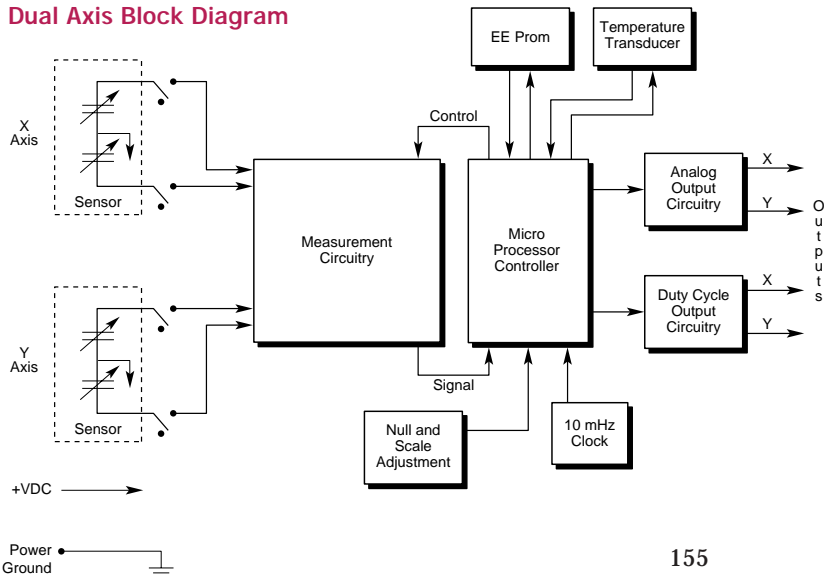 Dual Axis Block Diagram
EE Prom
Temperature
Transducer
X
Axis
Sensor
Control
Measurement
Circuitry
Micro
Processor
Controller
Analog
Output
Circuitry
X
Y
Duty Cycle
Output
Circuitry
X
Y
Outputs
Y
Axis
Sensor
Signal
Null and
Scale
Adjustment
10 mHz
Clock
+VDC
Power
Ground
155